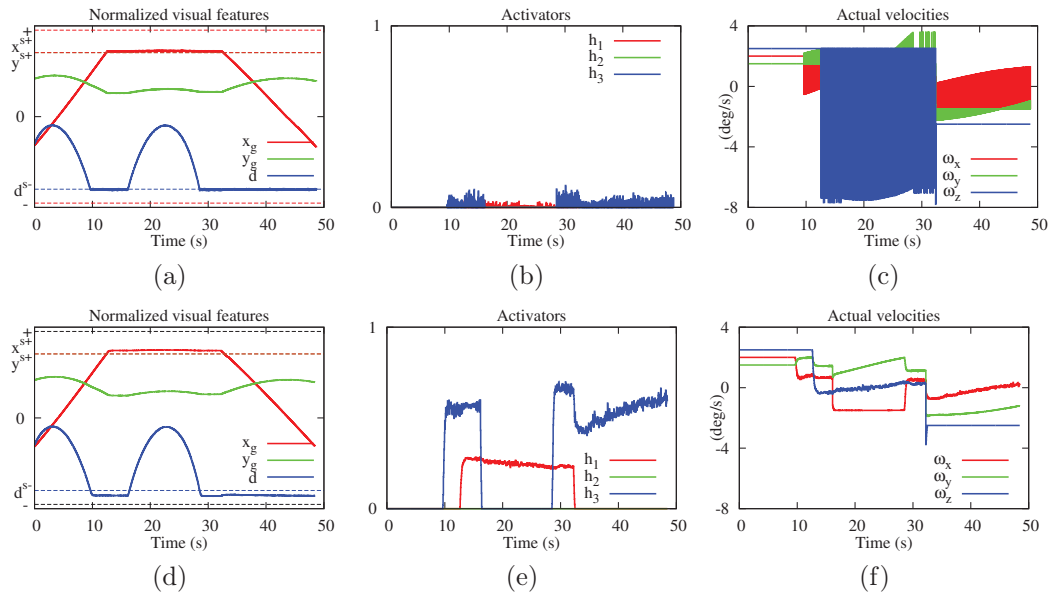 Normalized visual features
Activators
Actual velocities
+
x^{s+}
y^{s+}
0
d^{s-}
-
x_g
y_g
d
0 10 20 30 40 50
Time (s)
1
0
h_1
h_2
h_3
0 10 20 30 40 50
Time (s)
4
0
-4
-8
(deg/s)
ω_x
ω_y
ω_z
0 10 20 30 40 50
Time (s)
(a)
(b)
(c)
Normalized visual features
Activators
Actual velocities
+
x^{s+}
y^{s+}
0
d^{s-}
-
x_g
y_g
d
0 10 20 30 40 50
Time (s)
1
0
h_1
h_2
h_3
0 10 20 30 40 50
Time (s)
4
0
-4
-8
(deg/s)
ω_x
ω_y
ω_z
0 10 20 30 40 50
Time (s)
(d)
(e)
(f)